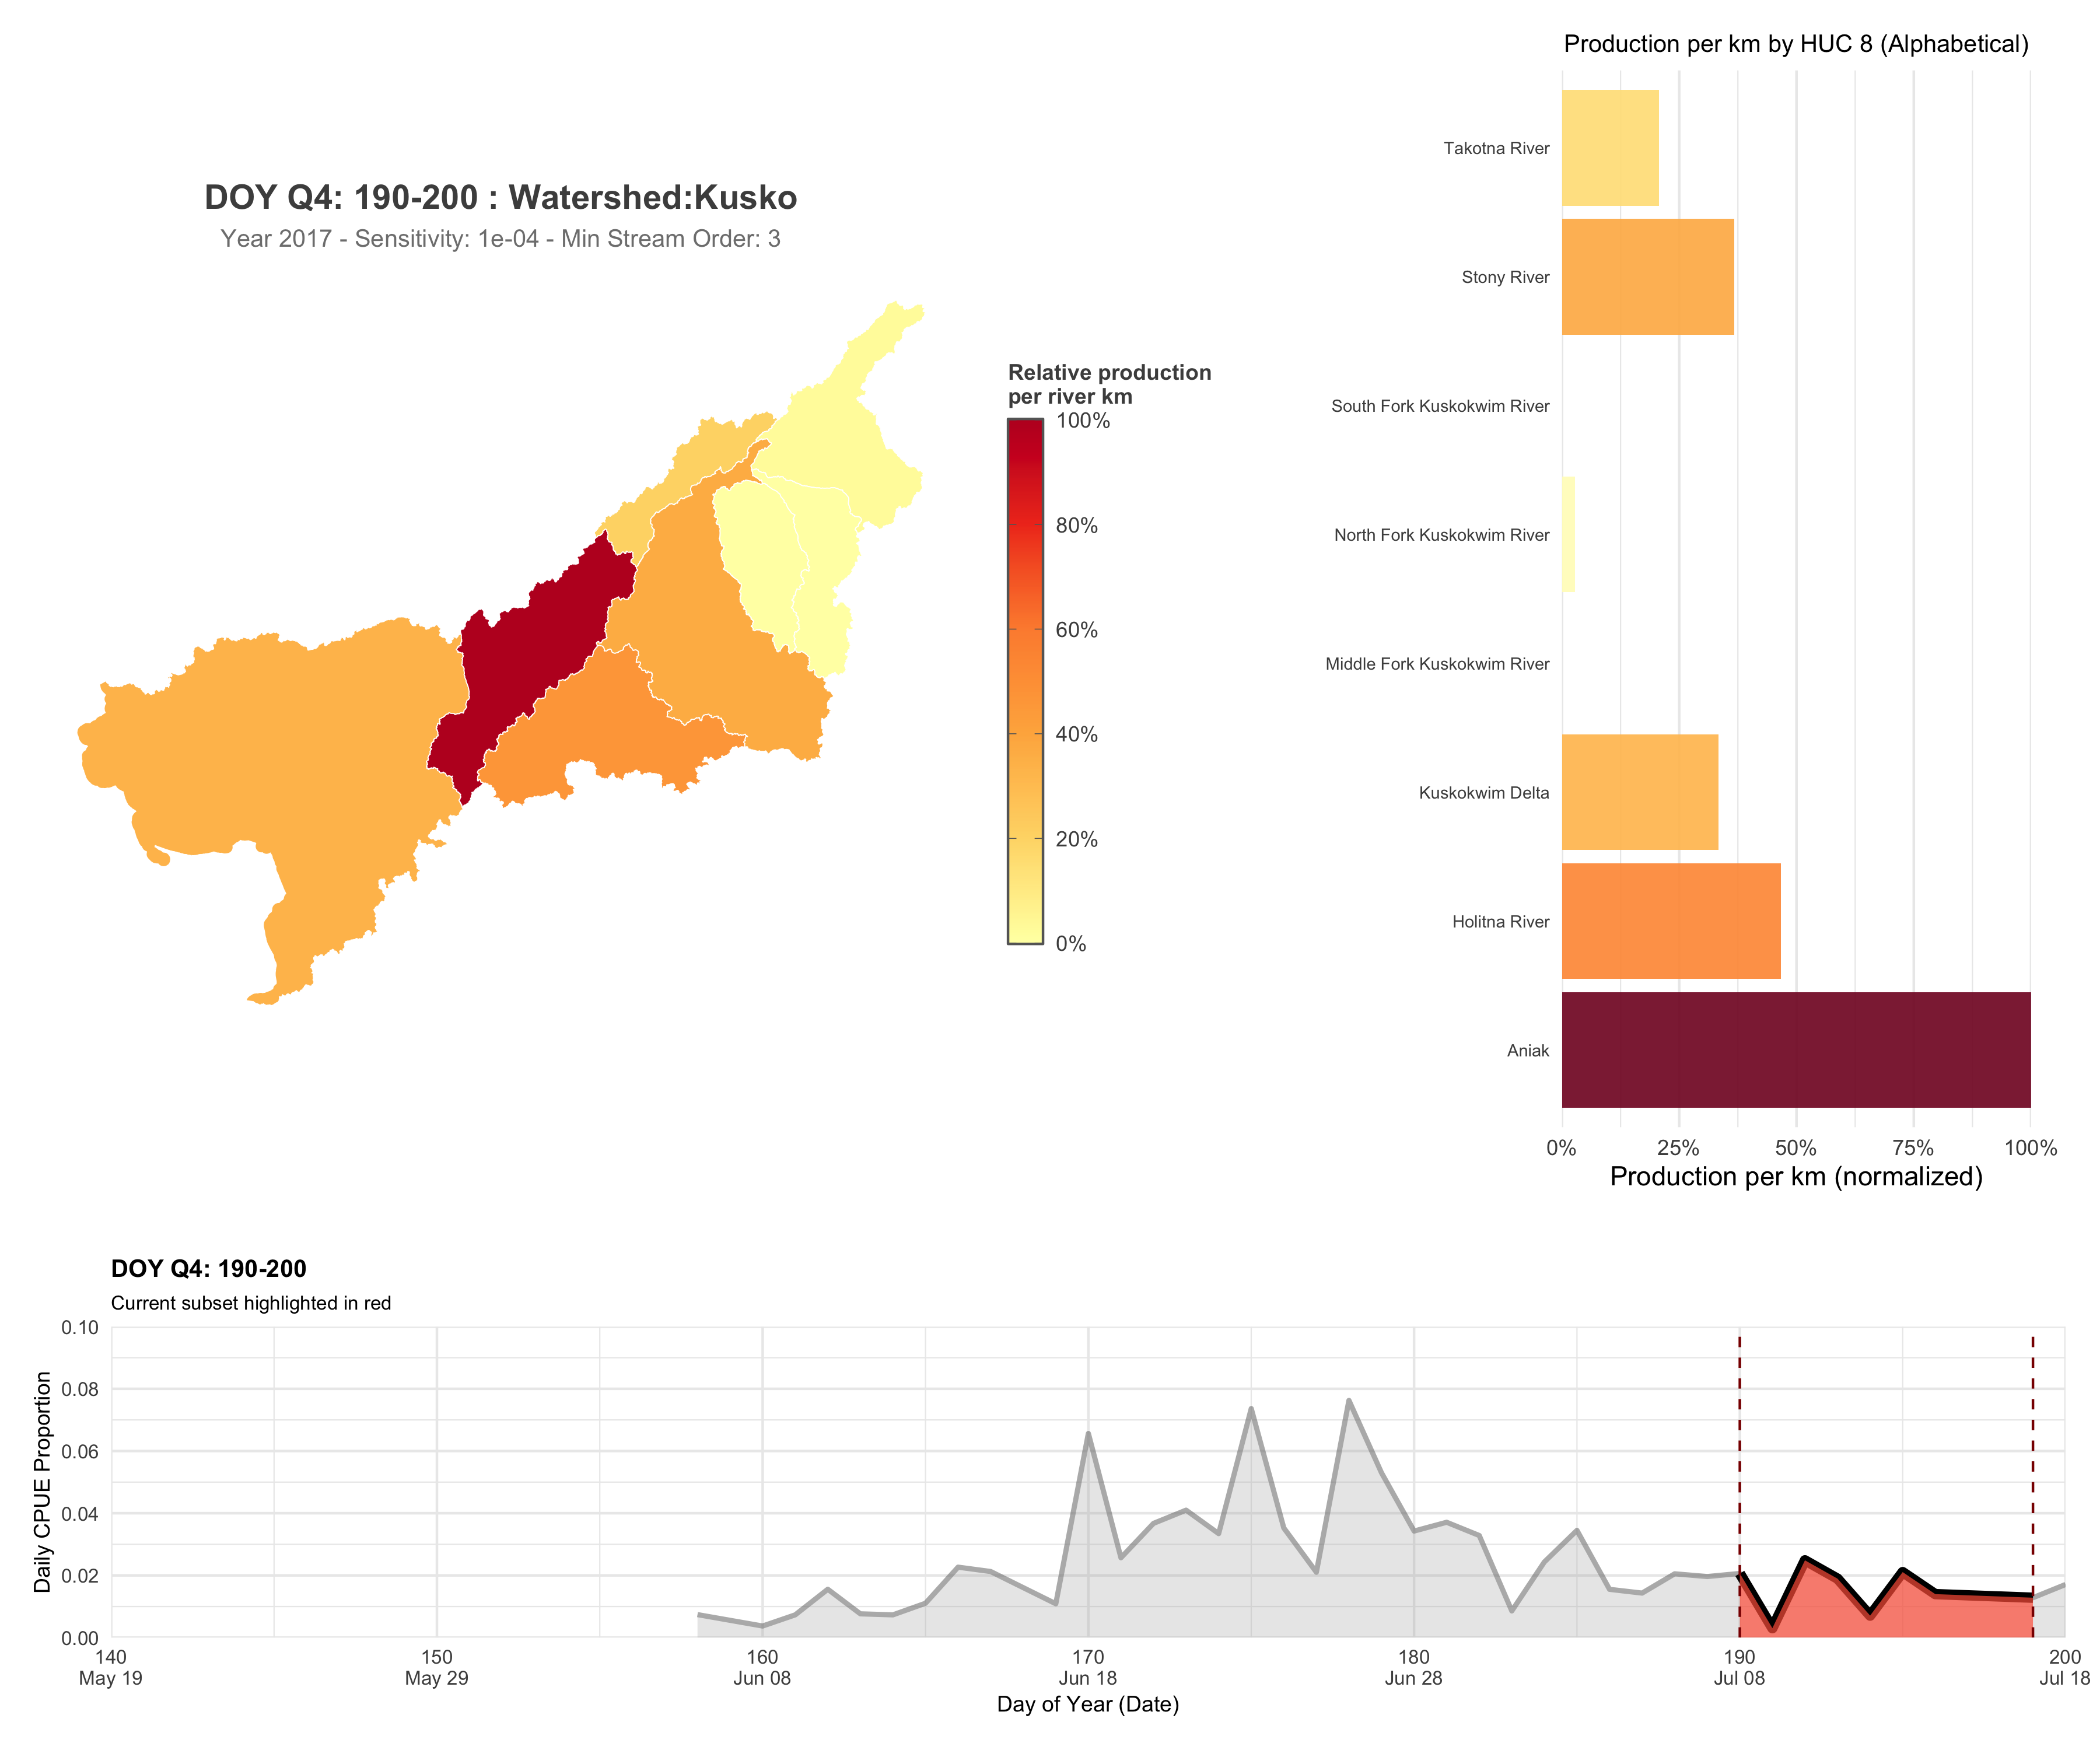 DOY Q4: 190-200 : Watershed:Kusko
Year 2017 - Sensitivity: 1e-04 - Min Stream Order: 3
Relative production
per river km
100%
80%
60%
40%
20%
0%
Production per km by HUC 8 (Alphabetical)
Takotna River
Stony River
South Fork Kuskokwim River
North Fork Kuskokwim River
Middle Fork Kuskokwim River
Kuskokwim Delta
Holitna River
Aniak
0% 25% 50% 75% 100%
Production per km (normalized)
DOY Q4: 190-200
Current subset highlighted in red
Daily CPUE Proportion
0.10
0.08
0.06
0.04
0.02
0.00
140 150 160 170 180 190 200
May 19 May 29 Jun 08 Jun 18 Jun 28 Jul 08 Jul 18
Day of Year (Date)